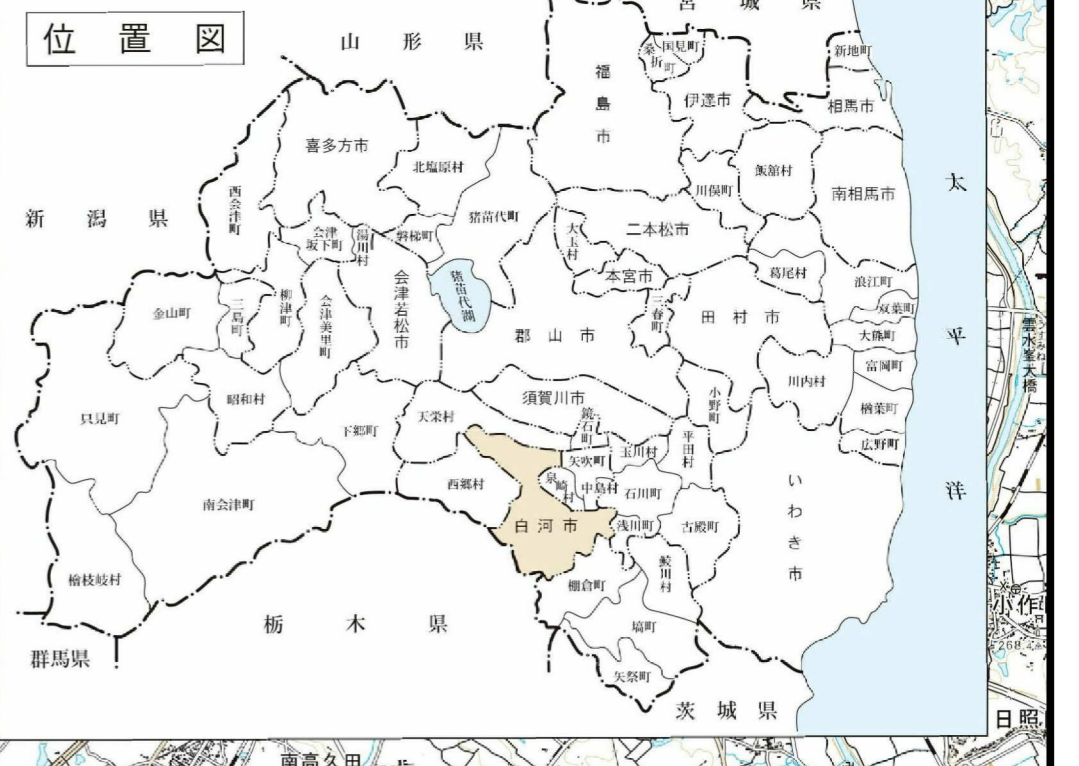 位置図
宮城県
山形県
新潟県
福島市
桑折町
国見町
新地町
伊達市
相馬市
喜多方市
北塩原村
西会津町
飯舘村
川俣町
南相馬市
猪苗代町
会津坂下町
湯川村
磐梯町
大玉村
二本松市
本宮市
葛尾村
浪江町
双葉町
猪苗代湖
会津若松市
金山町
三島町
柳津町
会津美里町
郡山市
三春町
田村市
大熊町
富岡町
川内村
楢葉町
広野町
只見町
昭和村
下郷町
天栄村
須賀川市
鏡石町
小野町
平田村
玉川村
矢吹町
泉崎村
中島村
石川町
西郷村
南会津町
白河市
浅川町
古殿町
いわき市
檜枝岐村
棚倉町
鮫川村
塙町
矢祭町
栃木県
群馬県
茨城県
太平洋
雲水峯大橋
うずみね
小作
268.4
日照
南高久田